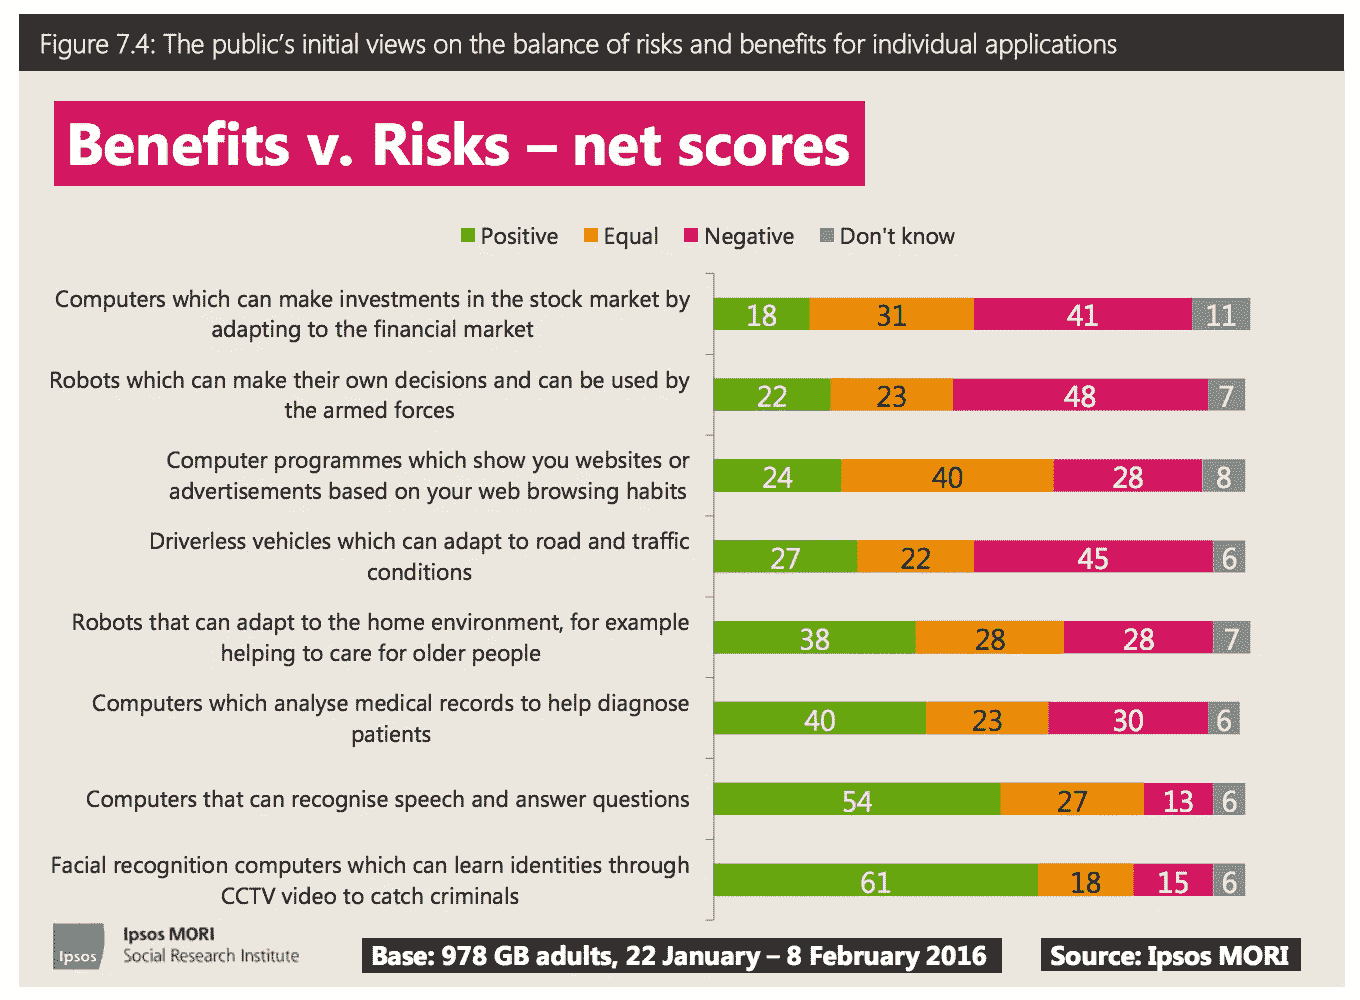 Figure 7.4: The public's initial views on the balance of risks and benefits for individual applications
Benefits v. Risks – net scores
Positive Equal Negative Don't know
Computers which can make investments in the stock market by
adapting to the financial market
18 31 41 11
Robots which can make their own decisions and can be used by
the armed forces
22 23 48 7
Computer programmes which show you websites or
advertisements based on your web browsing habits
24 40 28 8
Driverless vehicles which can adapt to road and traffic
conditions
27 22 45 6
Robots that can adapt to the home environment, for example
helping to care for older people
38 28 28 7
Computers which analyse medical records to help diagnose
patients
40 23 30 6
Computers that can recognise speech and answer questions
54 27 13 6
Facial recognition computers which can learn identities through
CCTV video to catch criminals
61 18 15 6
Ipsos
Ipsos MORI
Social Research Institute
Base: 978 GB adults, 22 January – 8 February 2016
Source: Ipsos MORI